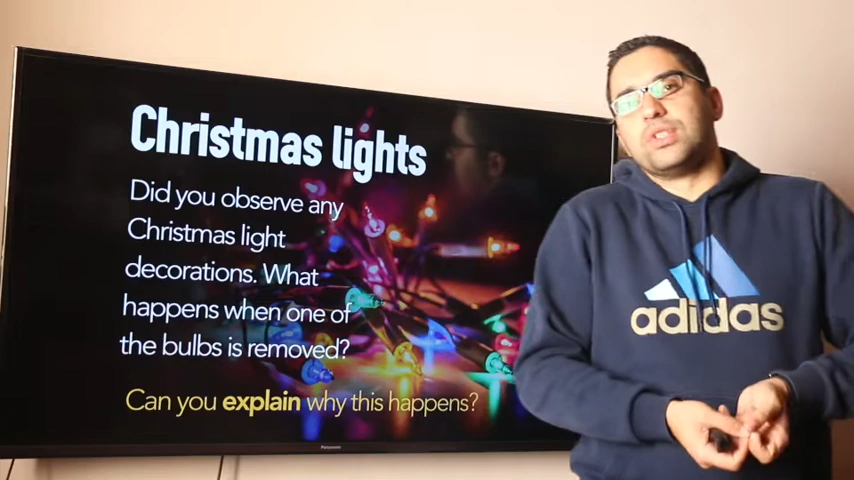 Christmas lights
Did you observe any
Christmas light
decorations. What
happens when one of
the bulbs is removed?
Can you explain why this happens?
Panasonic
adidas